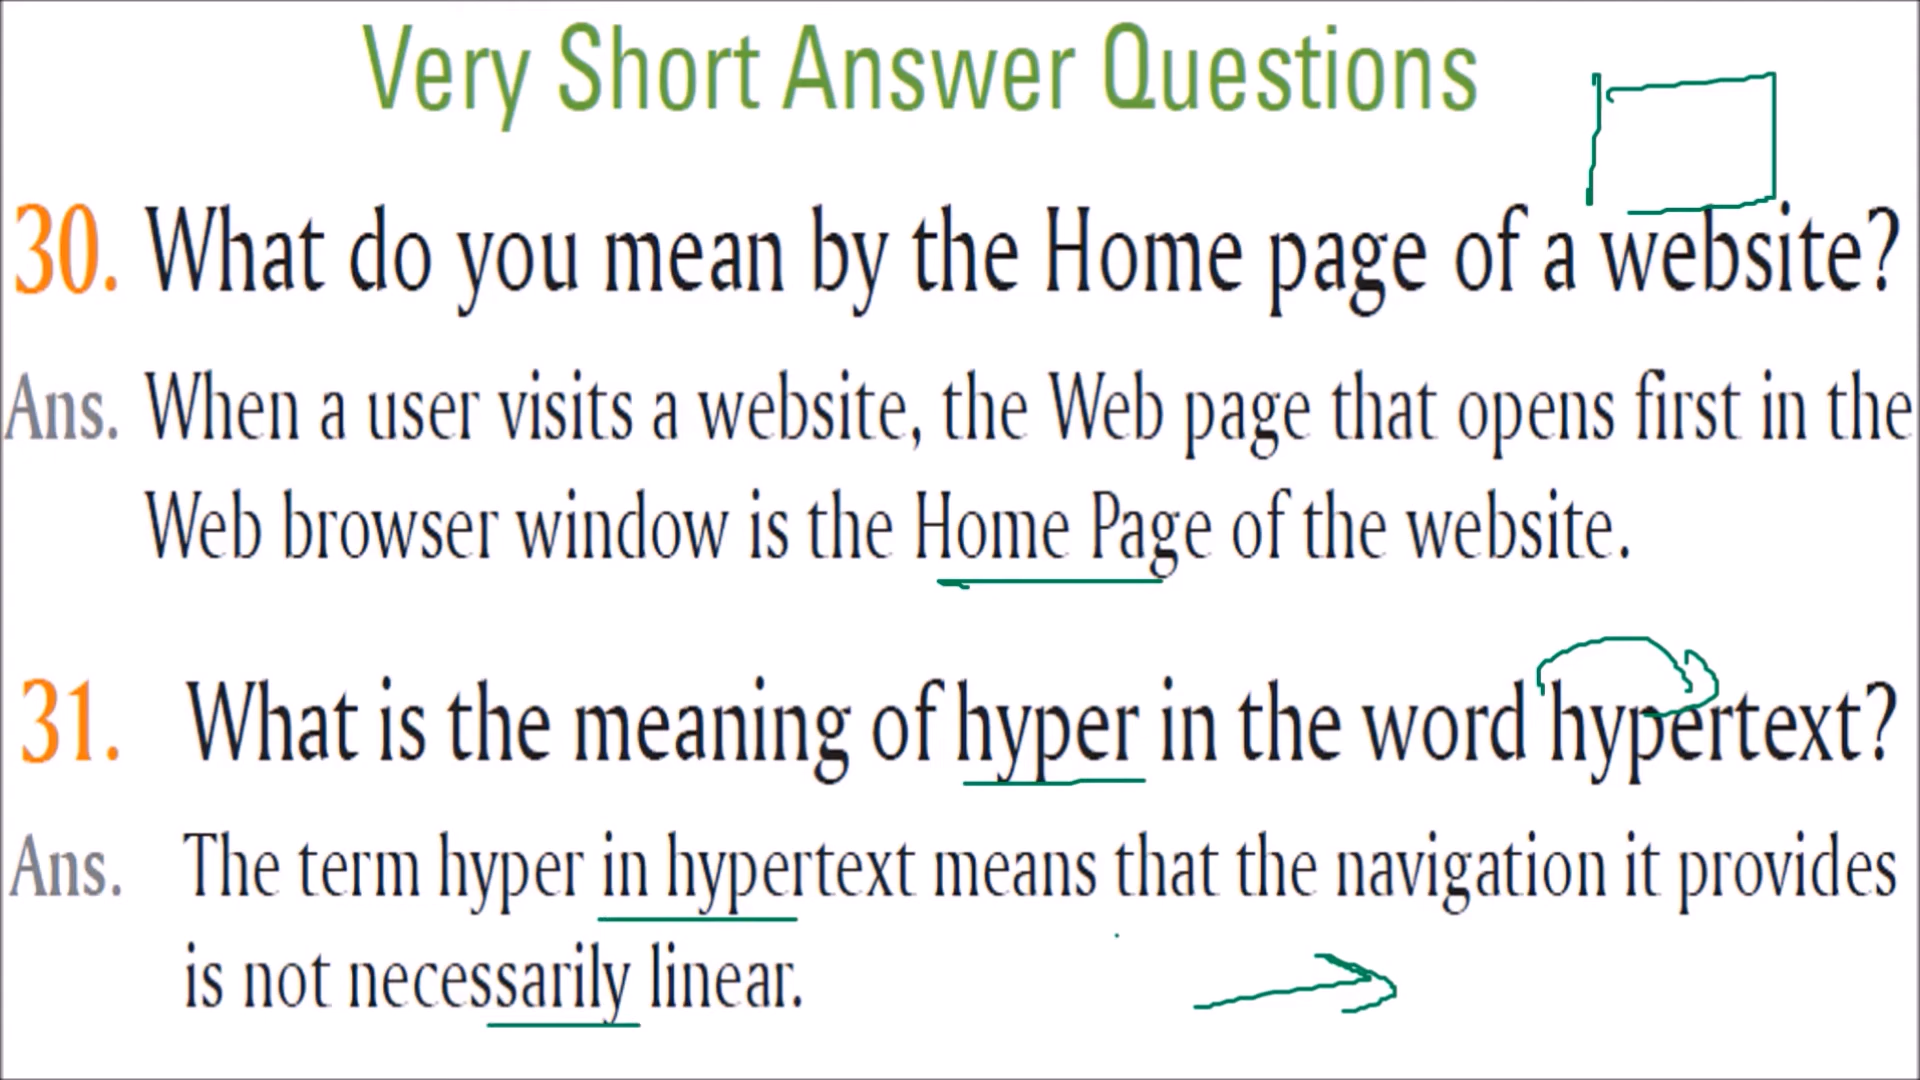 Very Short Answer Questions
30. What do you mean by the Home page of a website?
Ans. When a user visits a website, the Web page that opens first in the
Web browser window is the Home Page of the website.
31. What is the meaning of hyper in the word hypertext?
Ans. The term hyper in hypertext means that the navigation it provides
is not necessarily linear.